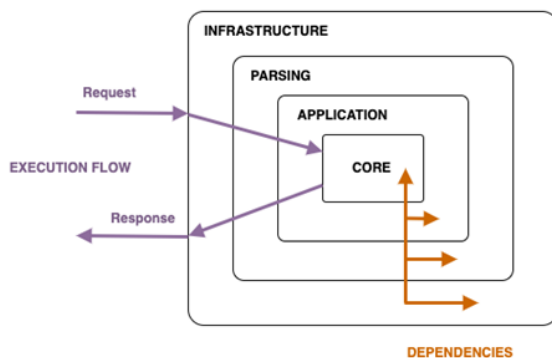 INFRASTRUCTURE
PARSING
Request
APPLICATION
CORE
EXECUTION FLOW
Response
DEPENDENCIES